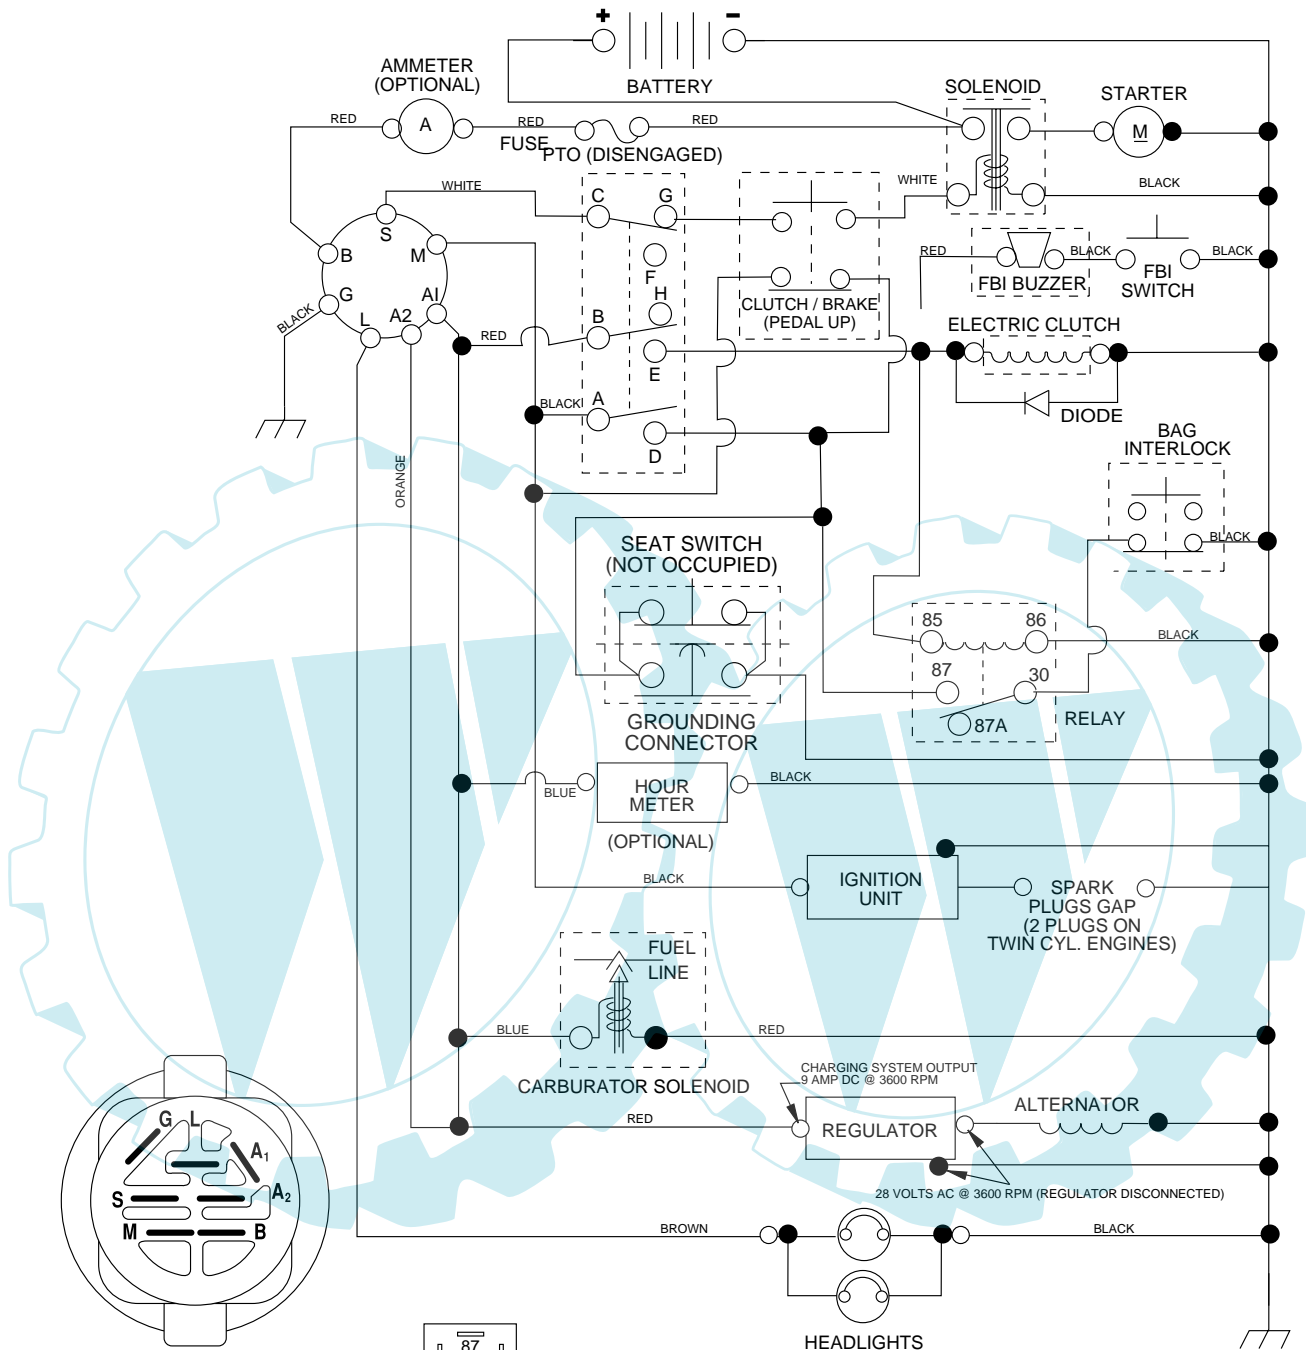 + −
BATTERY
AMMETER
(OPTIONAL)
SOLENOID
STARTER
RED
A
RED
FUSE
RED
M
PTO (DISENGAGED)
WHITE
C
G
WHITE
BLACK
S
B
M
F
RED
BLACK
BLACK
FBI BUZZER
FBI
SWITCH
G
L
A2
A1
BLACK
H
B
RED
CLUTCH / BRAKE
(PEDAL UP)
ELECTRIC CLUTCH
E
A
BLACK
D
DIODE
BAG
INTERLOCK
ORANGE
BLACK
SEAT SWITCH
(NOT OCCUPIED)
85
86
BLACK
87
30
87A
RELAY
GROUNDING
CONNECTOR
BLUE
HOUR
METER
BLACK
(OPTIONAL)
BLACK
IGNITION
UNIT
SPARK
PLUGS GAP
(2 PLUGS ON
TWIN CYL. ENGINES)
FUEL
LINE
BLUE
RED
CARBURATOR SOLENOID
CHARGING SYSTEM OUTPUT
9 AMP DC @ 3600 RPM
RED
REGULATOR
ALTERNATOR
28 VOLTS AC @ 3600 RPM (REGULATOR DISCONNECTED)
G L
A1
S
A2
M
B
BROWN
BLACK
HEADLIGHTS
87